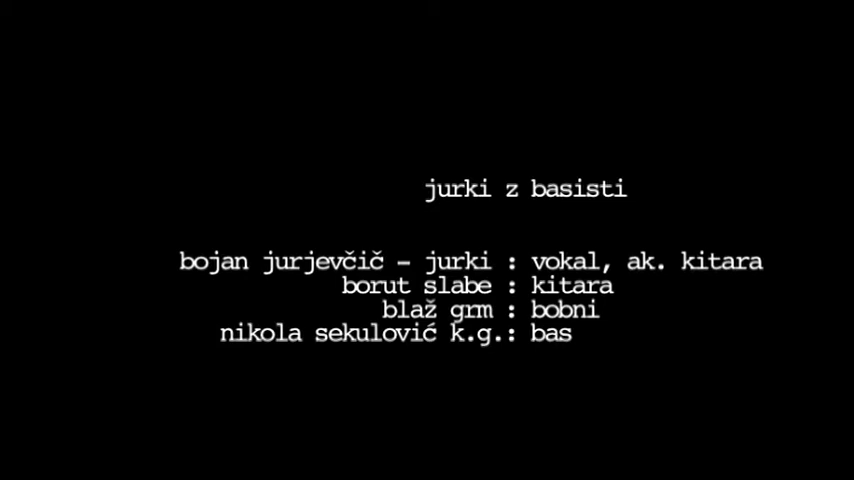 jurki z basisti
bojan jurjevčič - jurki : vokal, ak. kitara
borut slabe : kitara
blaž grm : bobni
nikola sekulović k.g.: bas